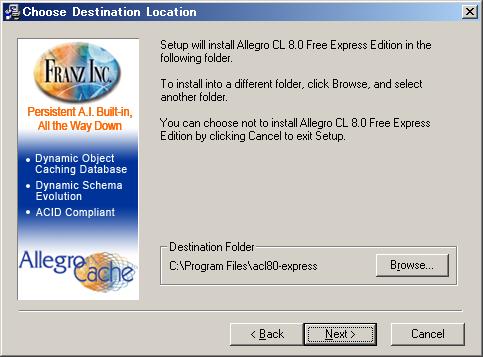 Choose Destination Location
FRANZ INC.
Persistent A.I. Built-in,
All the Way Down
• Dynamic Object
Caching Database
• Dynamic Schema
Evolution
• ACID Compliant
Allegro
Cache
Setup will install Allegro CL 8.0 Free Express Edition in the
following folder.
To install into a different folder, click Browse, and select
another folder.
You can choose not to install Allegro CL 8.0 Free Express
Edition by clicking Cancel to exit Setup.
Destination Folder
C:\Program Files\acl80-express
Browse...
< Back
Next >
Cancel